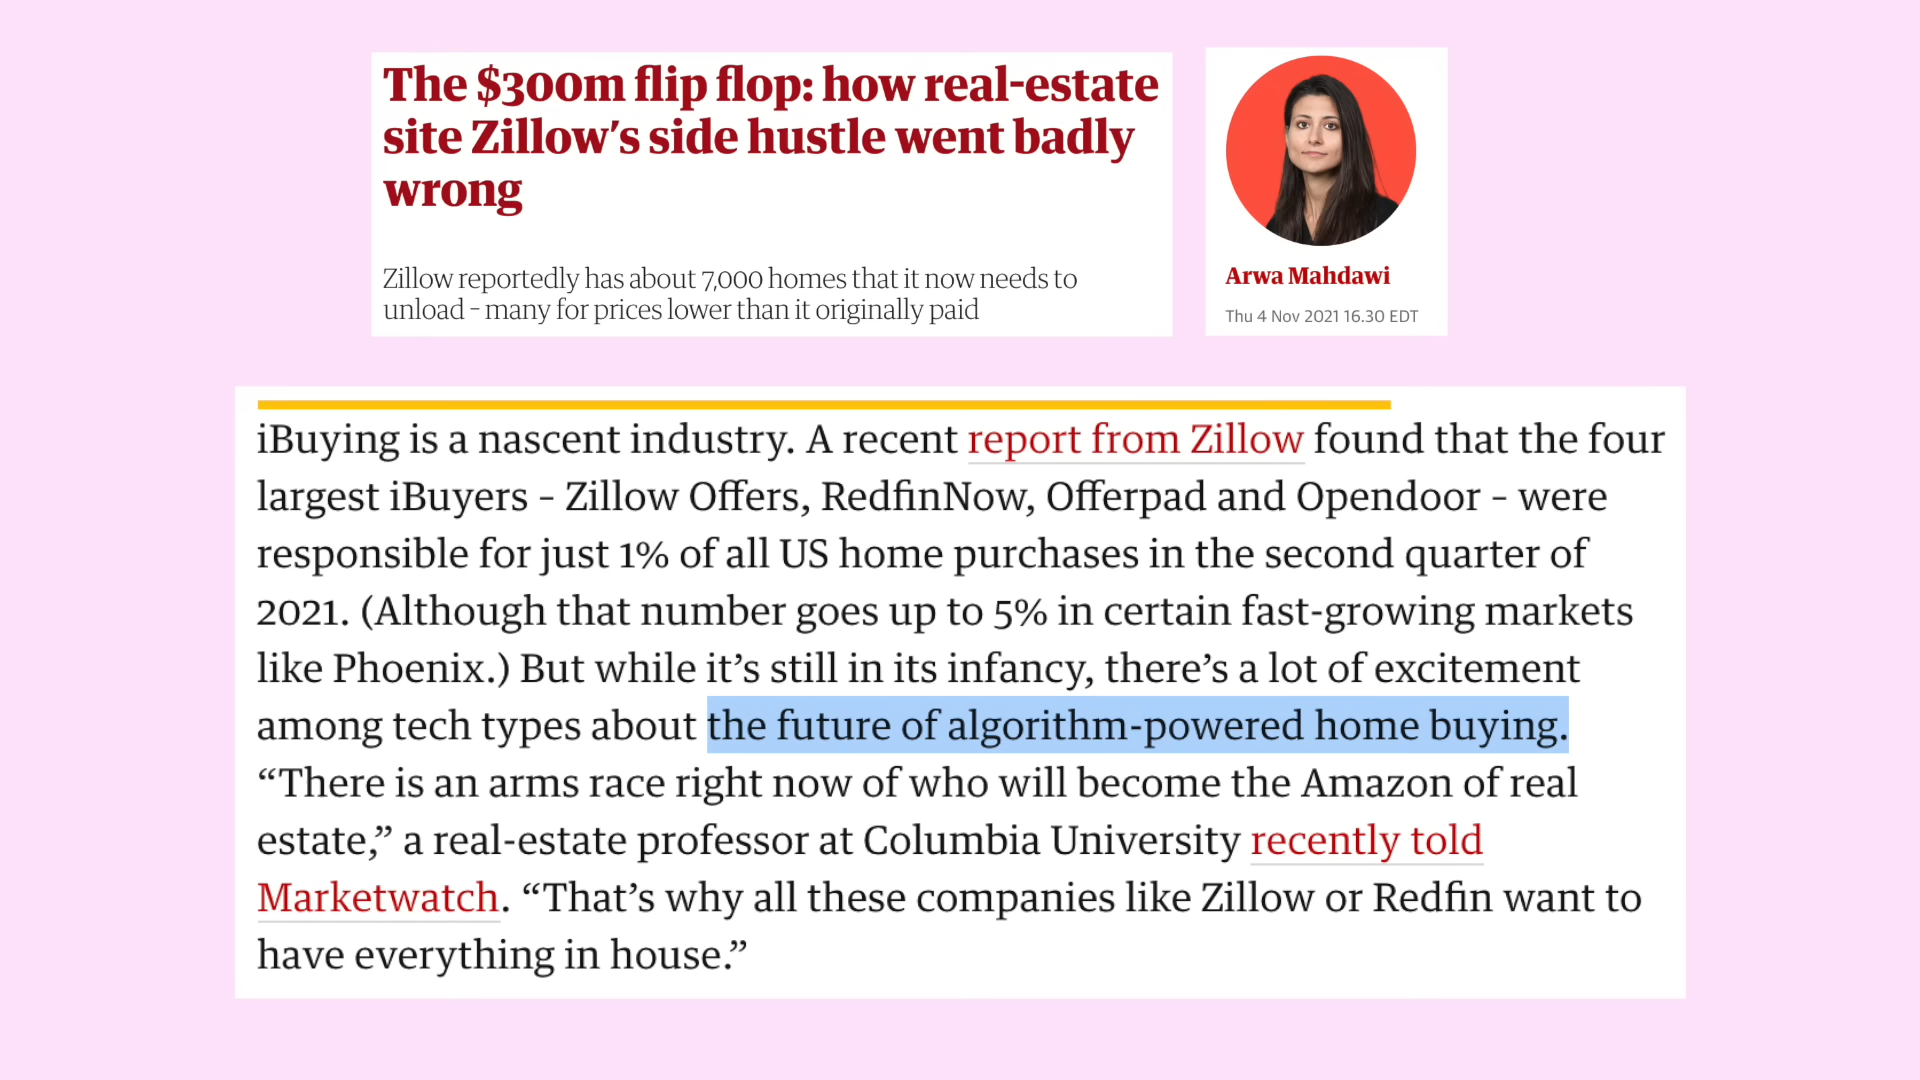 The $300m flip flop: how real-estate
site Zillow’s side hustle went badly
wrong
Zillow reportedly has about 7,000 homes that it now needs to
unload – many for prices lower than it originally paid
Arwa Mahdawi
Thu 4 Nov 2021 16.30 EDT
iBuying is a nascent industry. A recent report from Zillow found that the four
largest iBuyers – Zillow Offers, RedfinNow, Offerpad and Opendoor – were
responsible for just 1% of all US home purchases in the second quarter of
2021. (Although that number goes up to 5% in certain fast-growing markets
like Phoenix.) But while it’s still in its infancy, there’s a lot of excitement
among tech types about the future of algorithm-powered home buying.
“There is an arms race right now of who will become the Amazon of real
estate,” a real-estate professor at Columbia University recently told
Marketwatch. “That’s why all these companies like Zillow or Redfin want to
have everything in house.”